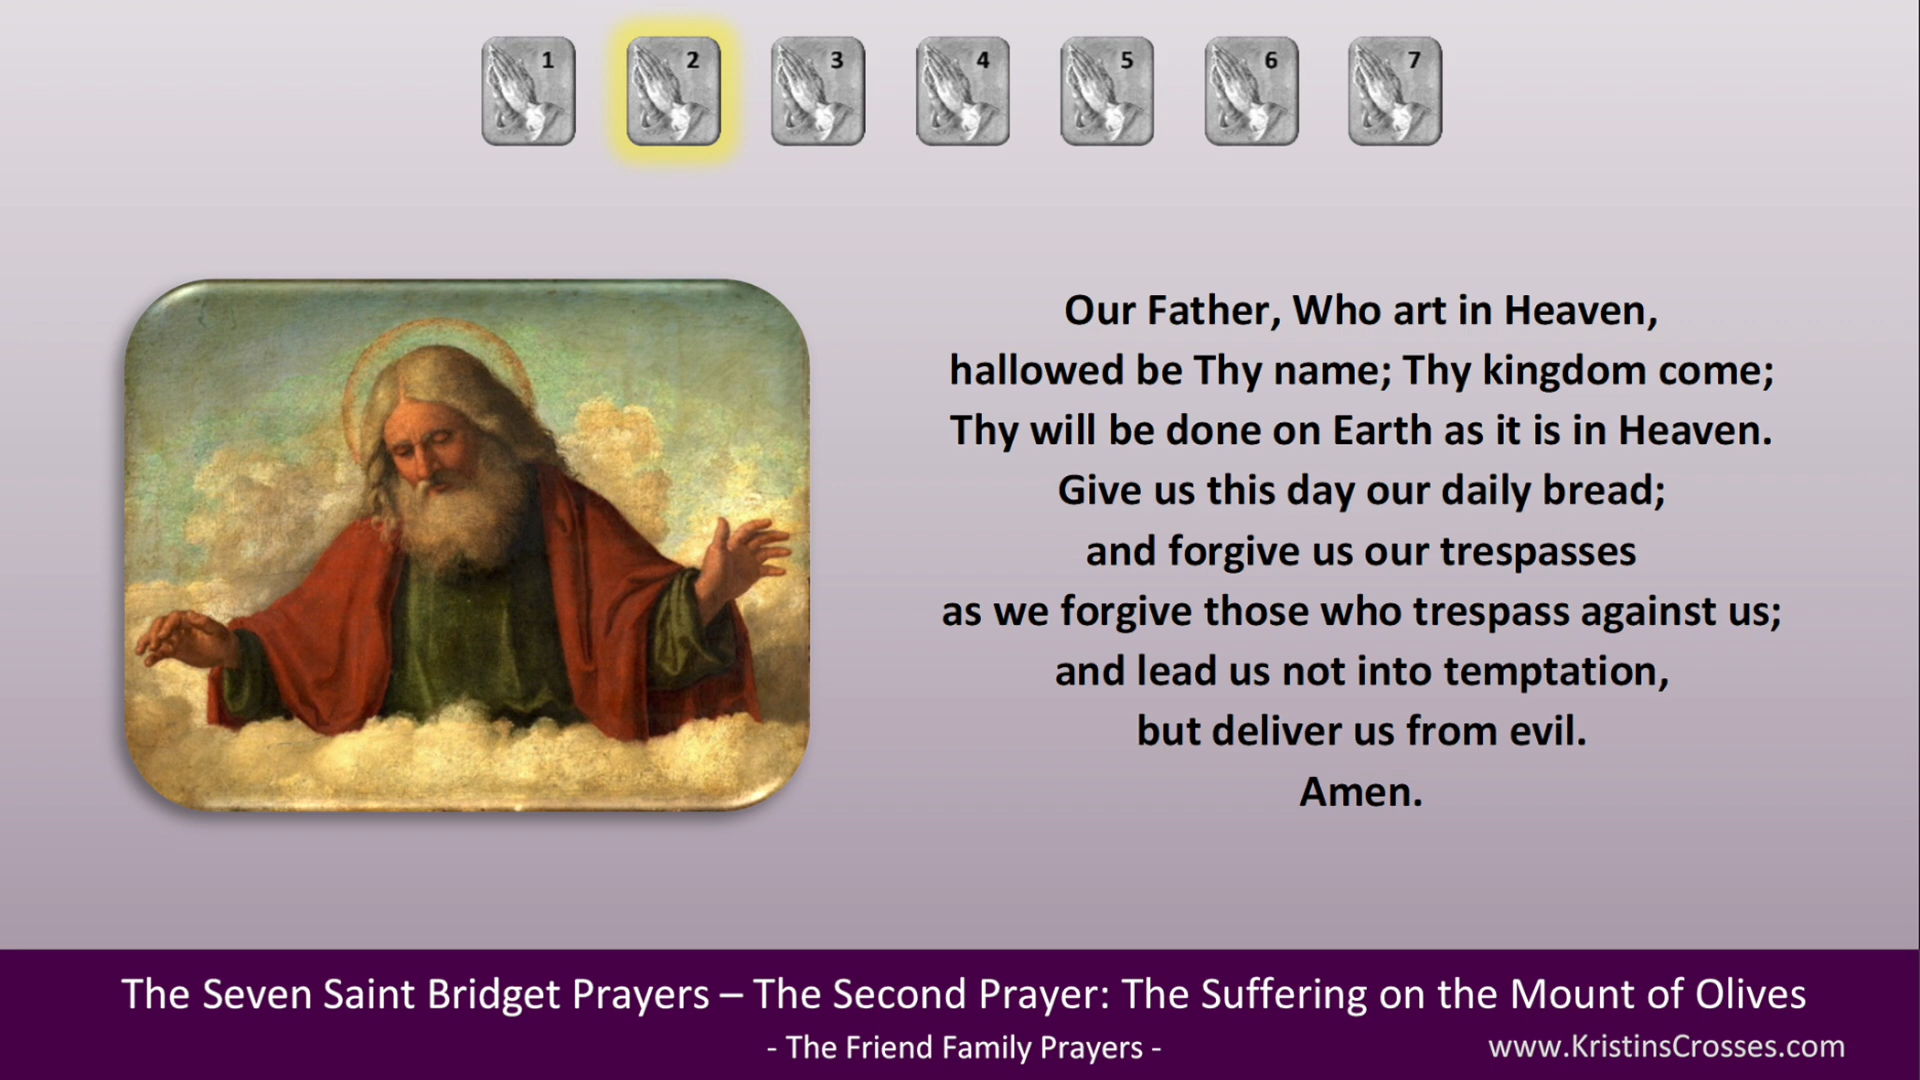 1
2
3
4
5
6
7
Our Father, Who art in Heaven,
hallowed be Thy name; Thy kingdom come;
Thy will be done on Earth as it is in Heaven.
Give us this day our daily bread;
and forgive us our trespasses
as we forgive those who trespass against us;
and lead us not into temptation,
but deliver us from evil.
Amen.
The Seven Saint Bridget Prayers – The Second Prayer: The Suffering on the Mount of Olives
- The Friend Family Prayers -
www.KristinsCrosses.com